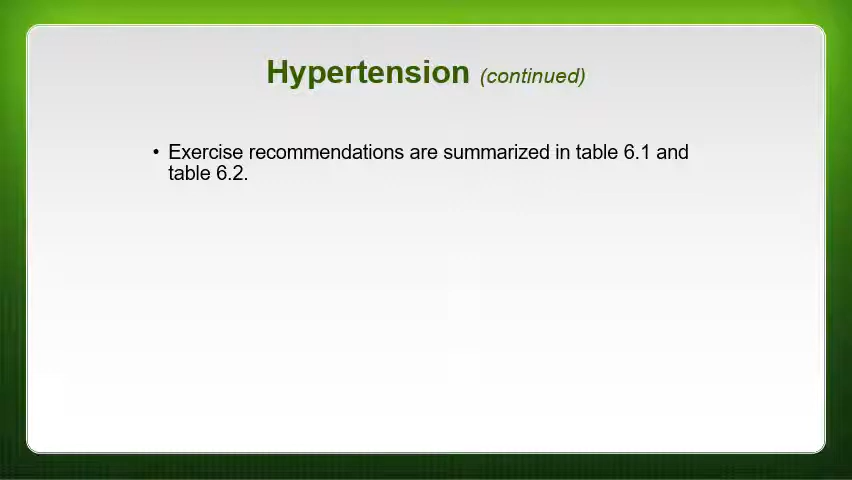 Hypertension (continued)
• Exercise recommendations are summarized in table 6.1 and
table 6.2.